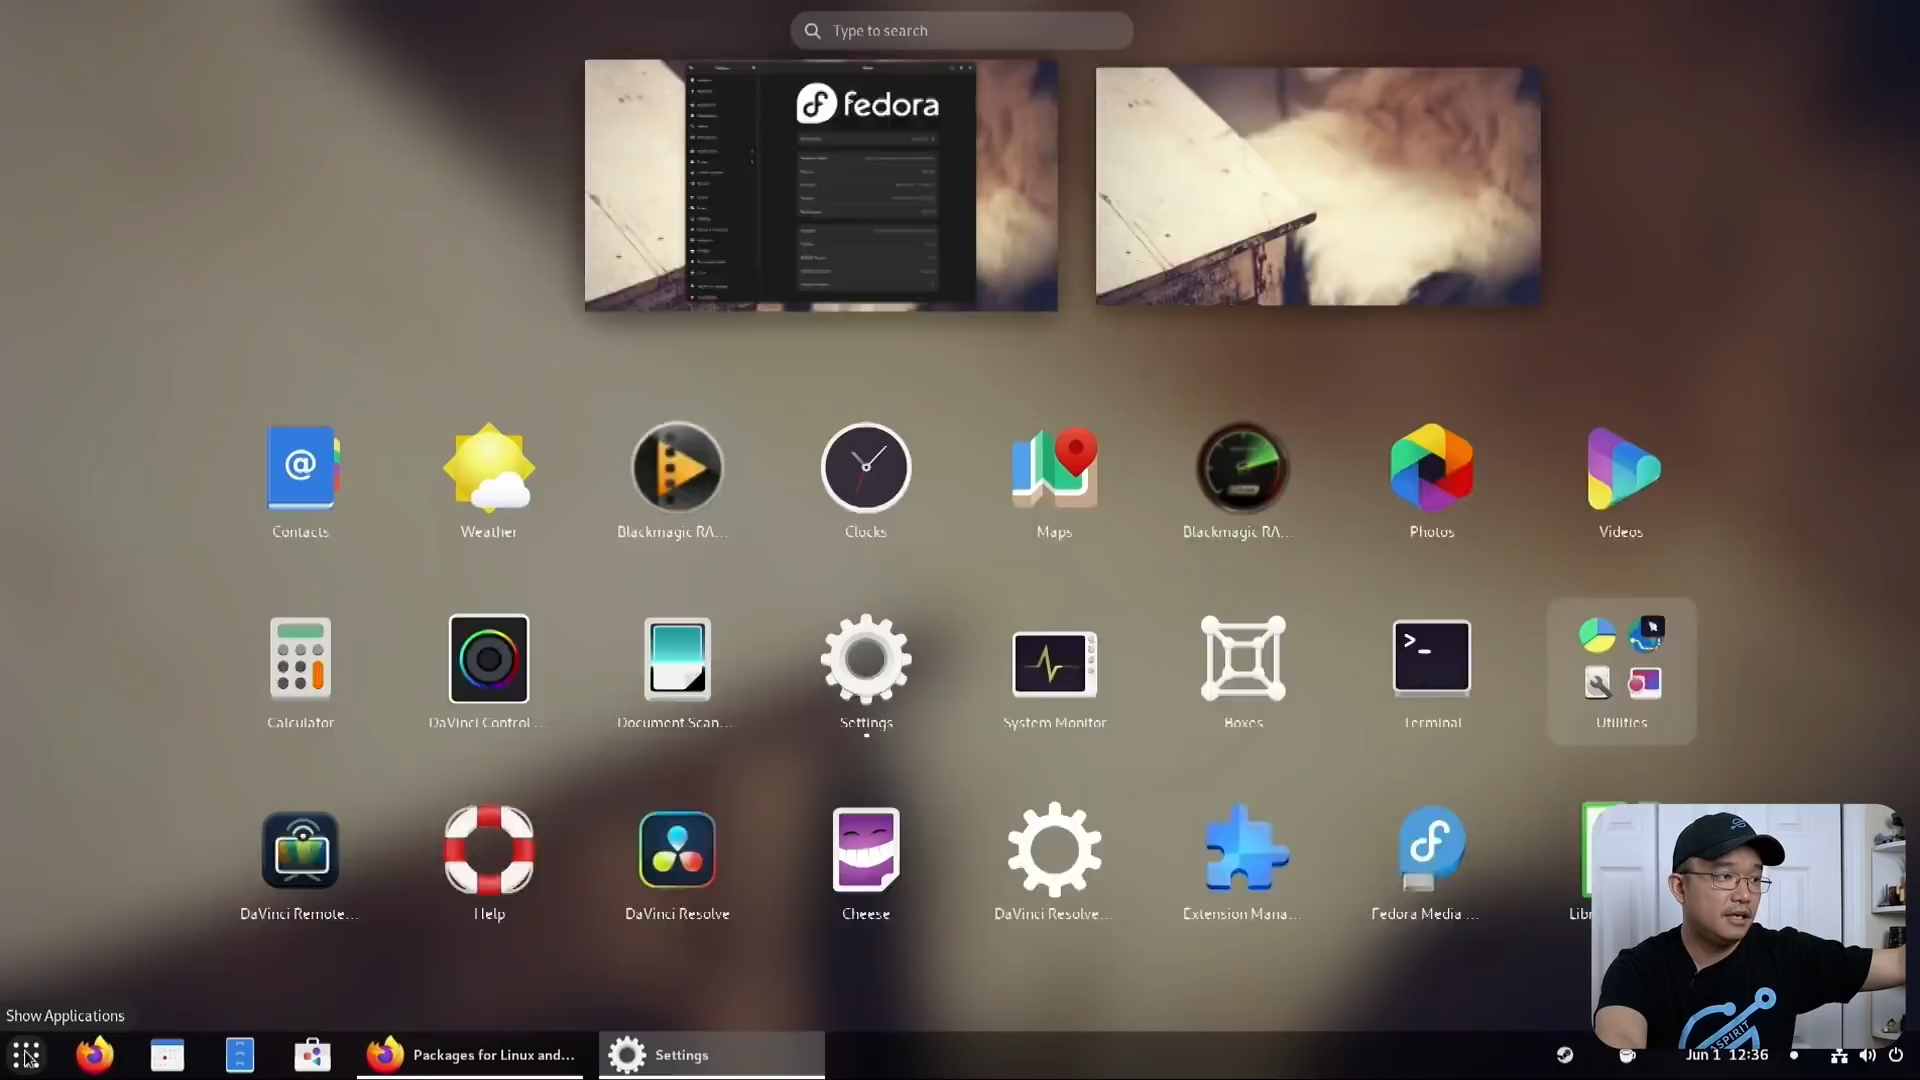 Type to search
fedora
Contacts
Weather
Blackmagic RA...
Clocks
Maps
Blackmagic RA...
Photos
Videos
Calculator
DaVinci Control ...
Document Scan...
Settings
System Monitor
Boxes
Terminal
Utilities
DaVinci Remote...
Help
DaVinci Resolve
Cheese
DaVinci Resolve...
Extension Mana...
Fedora Media ...
Libr
Show Applications
Packages for Linux and...
Settings
Jun 1 12:36